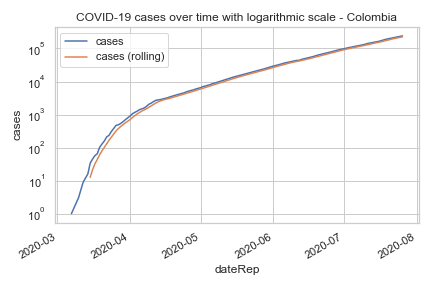 COVID-19 cases over time with logarithmic scale - Colombia
cases
cases (rolling)
10^5
10^4
10^3
10^2
10^1
10^0
cases
2020-03
2020-04
2020-05
2020-06
2020-07
2020-08
dateRep